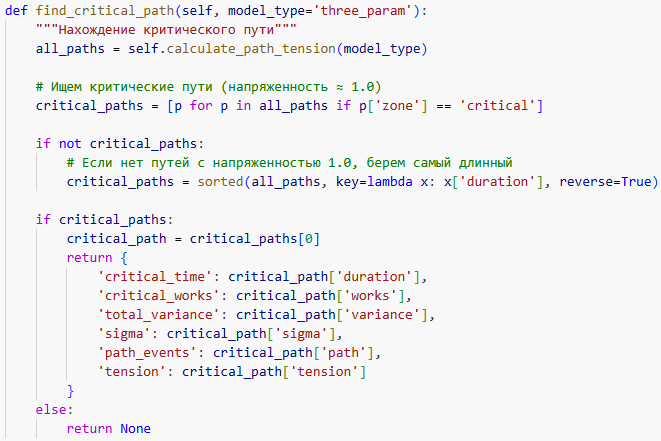 def find_critical_path(self, model_type='three_param'):
    """Нахождение критического пути"""
    all_paths = self.calculate_path_tension(model_type)

    # Ищем критические пути (напряженность ≈ 1.0)
    critical_paths = [p for p in all_paths if p['zone'] == 'critical']

    if not critical_paths:
        # Если нет путей с напряженностью 1.0, берем самый длинный
        critical_paths = sorted(all_paths, key=lambda x: x['duration'], reverse=True)

    if critical_paths:
        critical_path = critical_paths[0]
        return {
            'critical_time': critical_path['duration'],
            'critical_works': critical_path['works'],
            'total_variance': critical_path['variance'],
            'sigma': critical_path['sigma'],
            'path_events': critical_path['path'],
            'tension': critical_path['tension']
        }
    else:
        return None